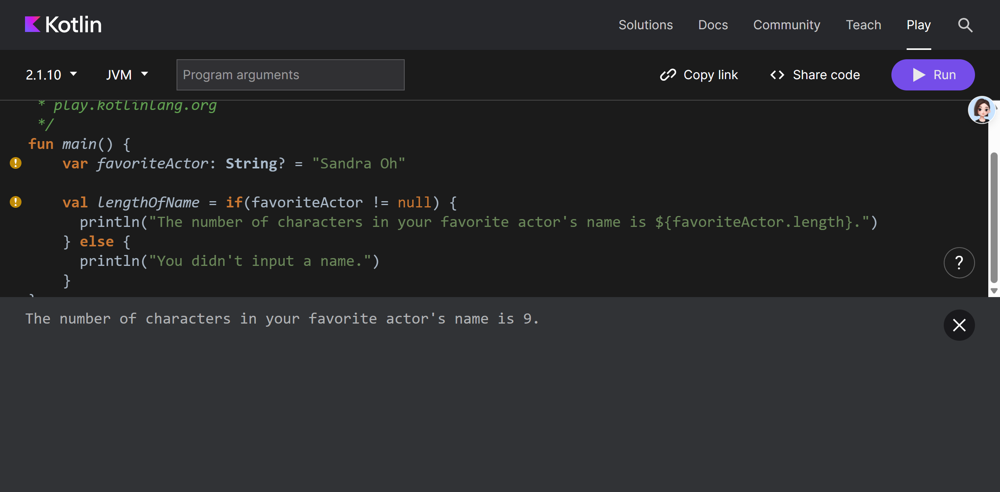 Kotlin
Solutions Docs Community Teach Play
2.1.10 JVM Program arguments Copy link Share code Run
* play.kotlinlang.org
*/
fun main() {
var favoriteActor: String? = "Sandra Oh"
val lengthOfName = if(favoriteActor != null) {
println("The number of characters in your favorite actor's name is ${favoriteActor.length}.")
} else {
println("You didn't input a name.")
}
}
?
The number of characters in your favorite actor's name is 9.